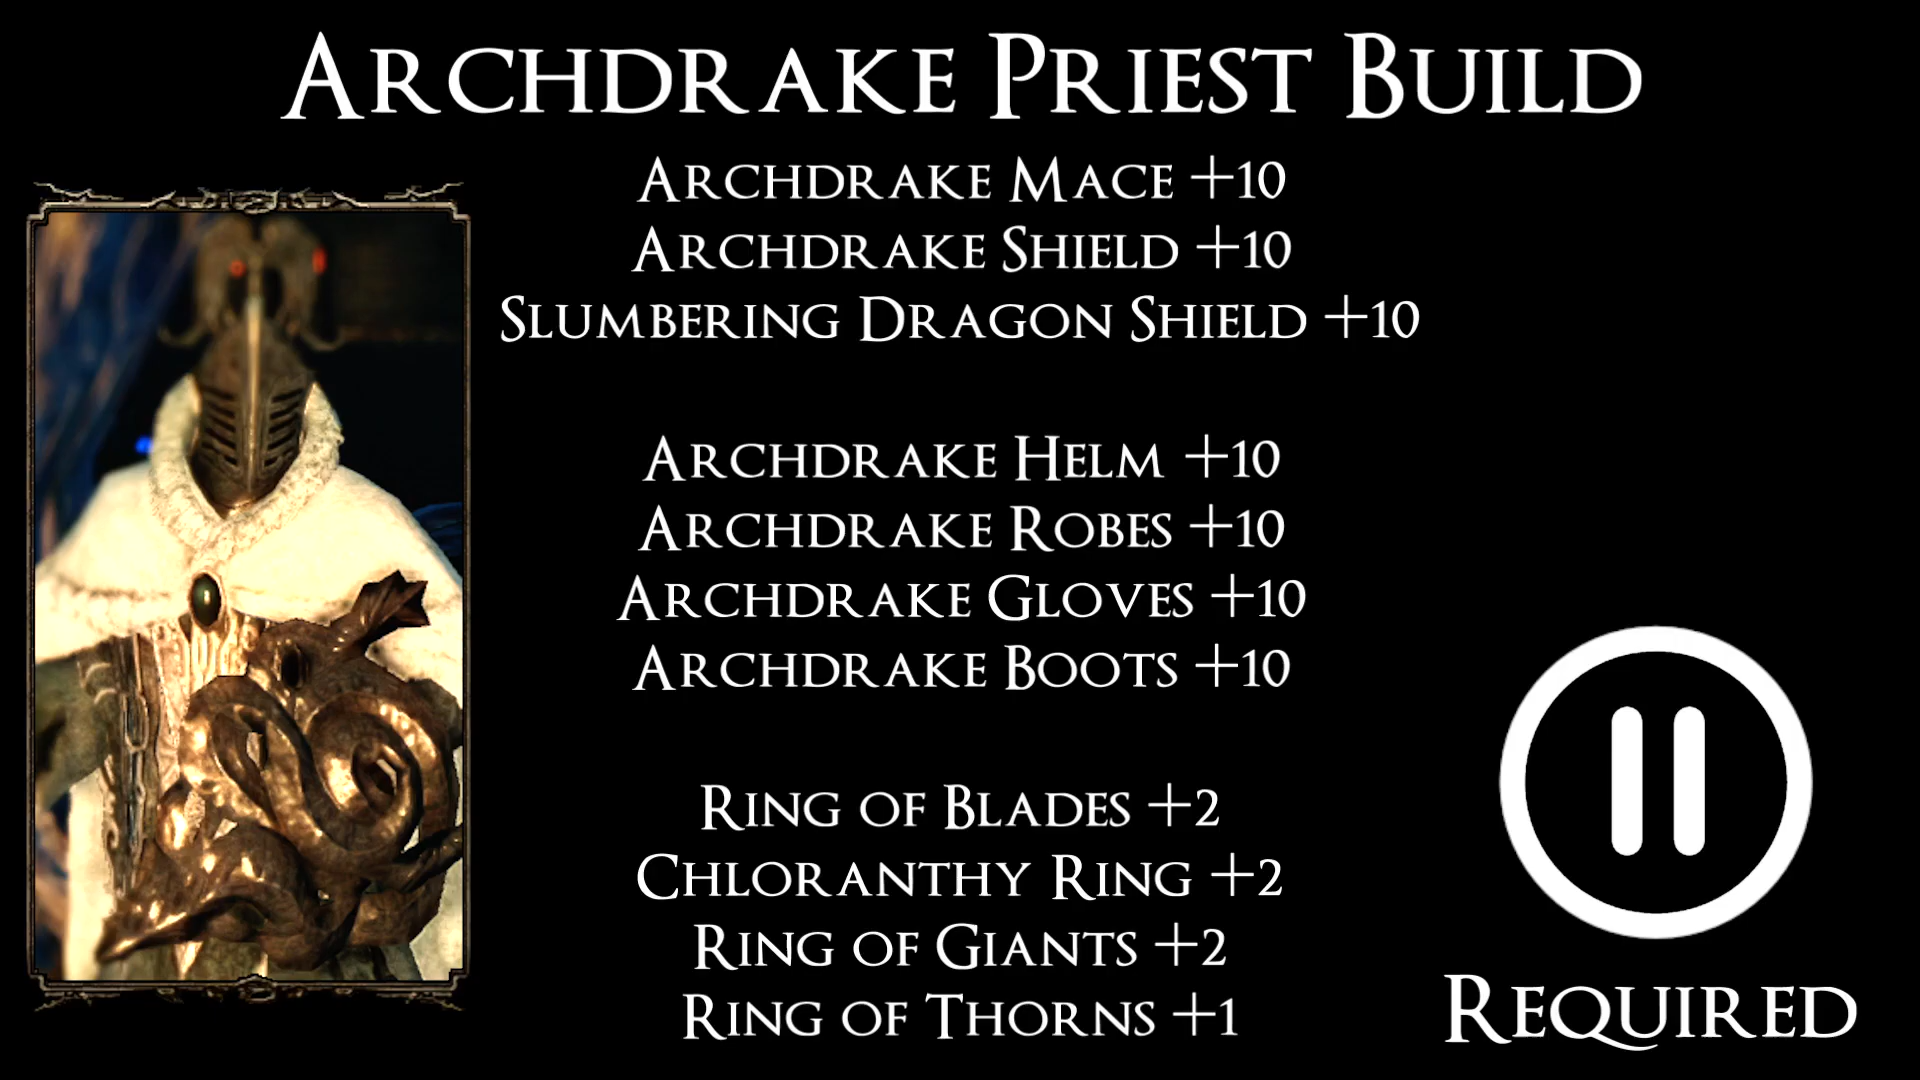 Archdrake Priest Build
Archdrake Mace +10
Archdrake Shield +10
Slumbering Dragon Shield +10
Archdrake Helm +10
Archdrake Robes +10
Archdrake Gloves +10
Archdrake Boots +10
Ring of Blades +2
Chloranthy Ring +2
Ring of Giants +2
Ring of Thorns +1
Required